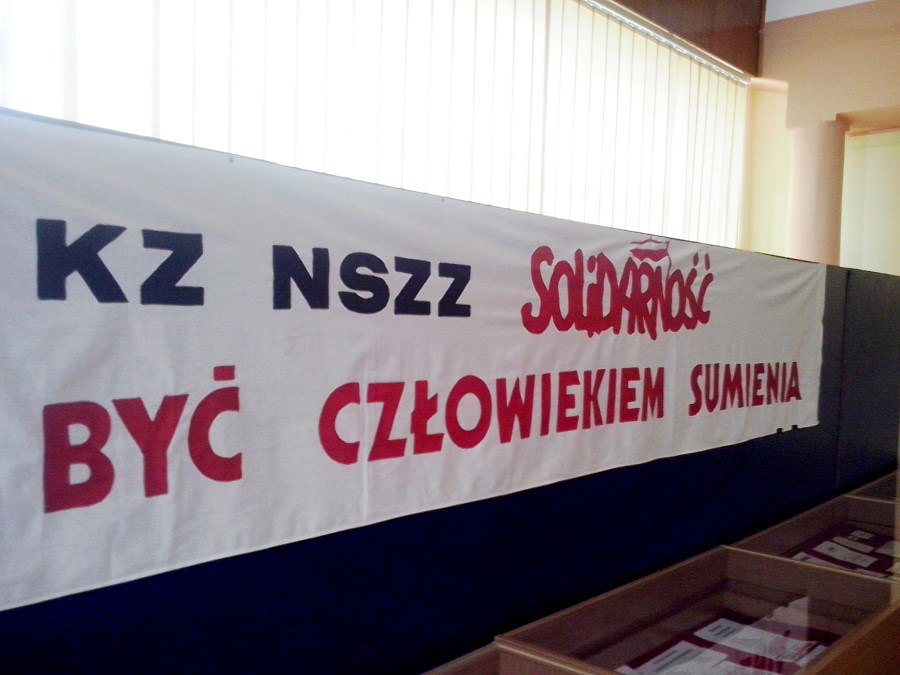 KZ NSZZ SOLiDARNOŚĆ
BYĆ CZŁOWIEKIEM SUMIENIA